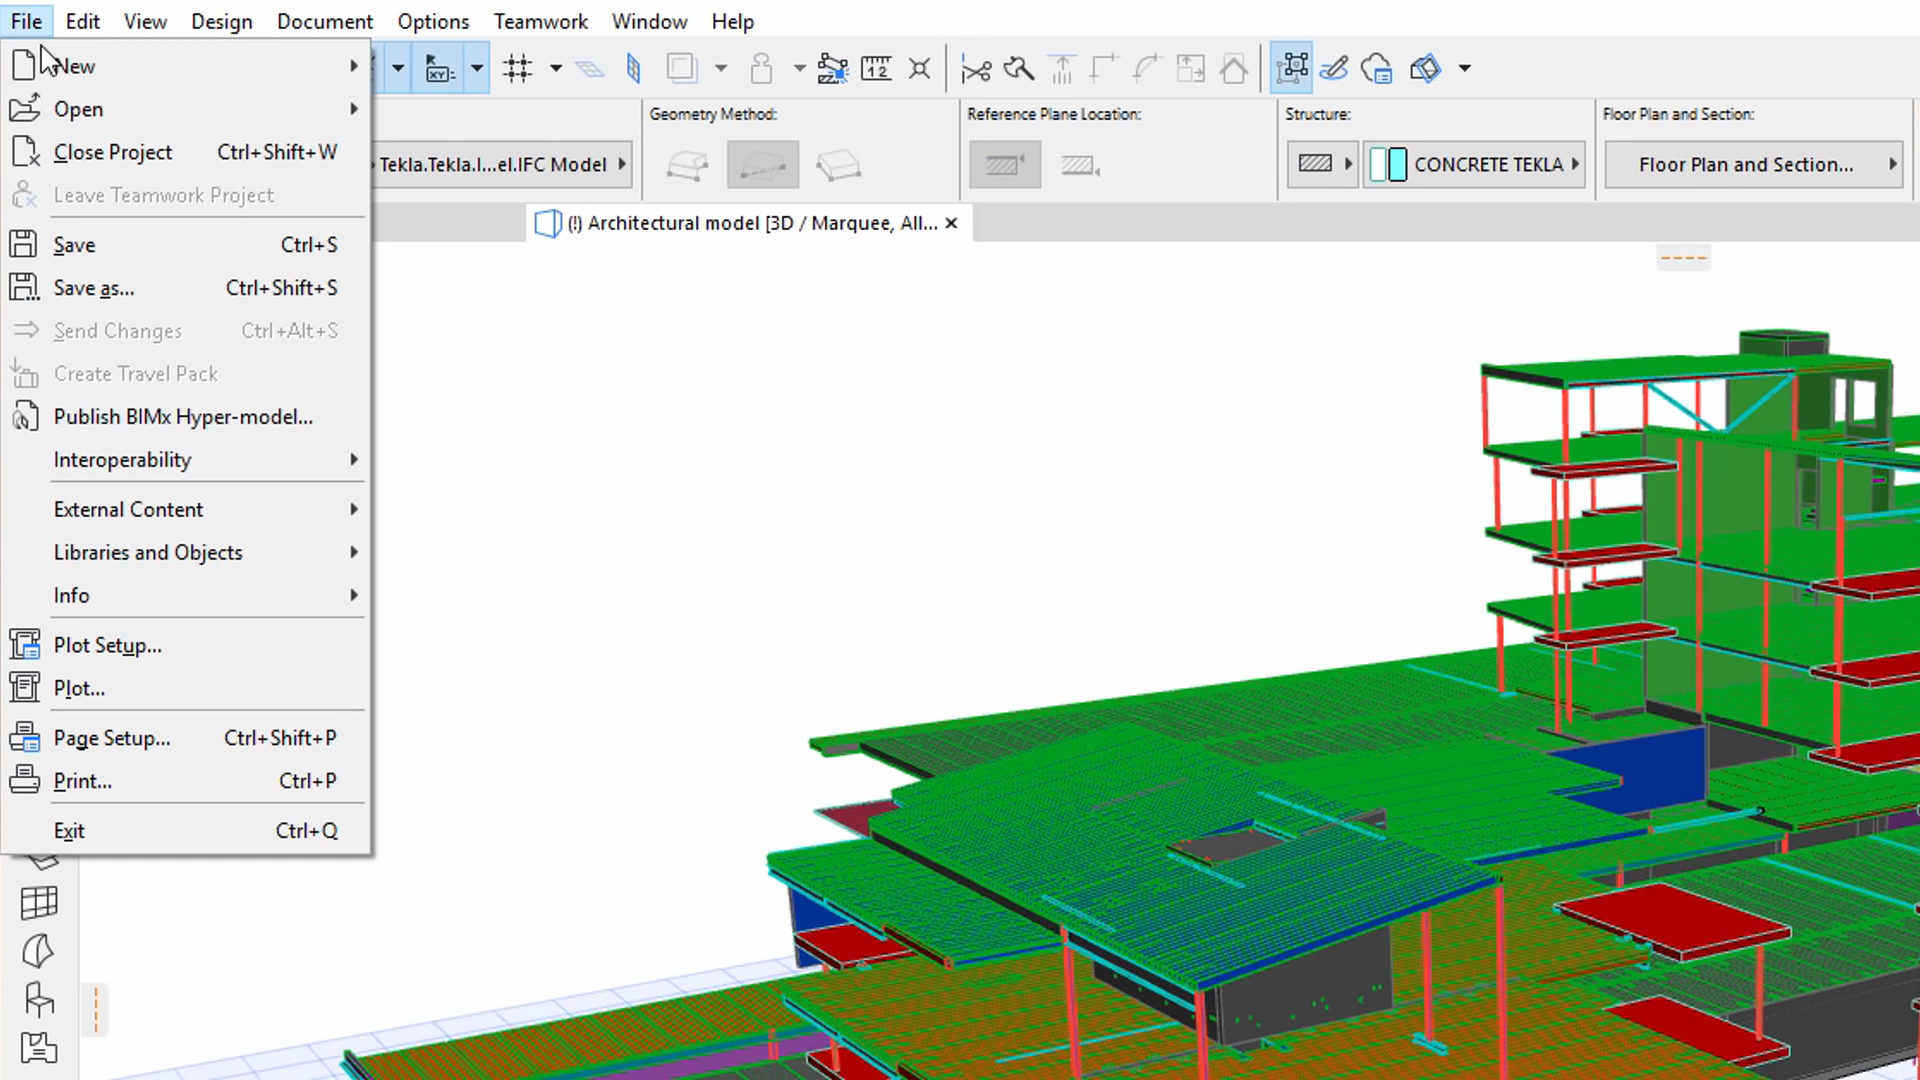 File Edit View Design Document Options Teamwork Window Help
New
Open
Close Project Ctrl+Shift+W
Leave Teamwork Project
Save Ctrl+S
Save as... Ctrl+Shift+S
Send Changes Ctrl+Alt+S
Create Travel Pack
Publish BIMx Hyper-model...
Interoperability
External Content
Libraries and Objects
Info
Plot Setup...
Plot...
Page Setup... Ctrl+Shift+P
Print... Ctrl+P
Exit Ctrl+Q
XY:
1 2
Geometry Method:
Reference Plane Location:
Structure:
Floor Plan and Section:
Tekla.Tekla.I...el.IFC Model
CONCRETE TEKLA
Floor Plan and Section...
(!) Architectural model [3D / Marquee, All...